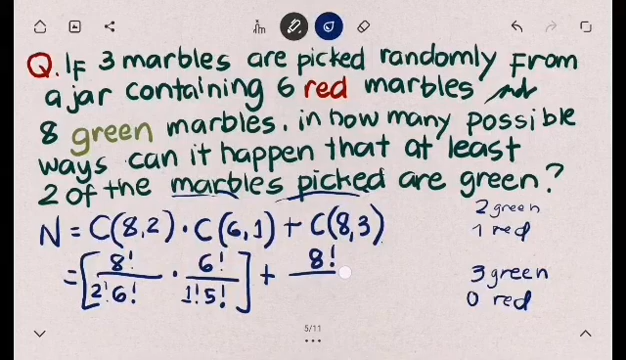 Q. IF 3 marbles are picked randomly from
a jar containing 6 red marbles
8 green marbles. in how many possible
ways can it happen that at least
2 of the marbles picked are green?
N = C(8,2) · C(6,1) + C(8,3)
= [8!/2!6! · 6!/1!5!] + 8!
2 green
1 red
3 green
0 red
5/11